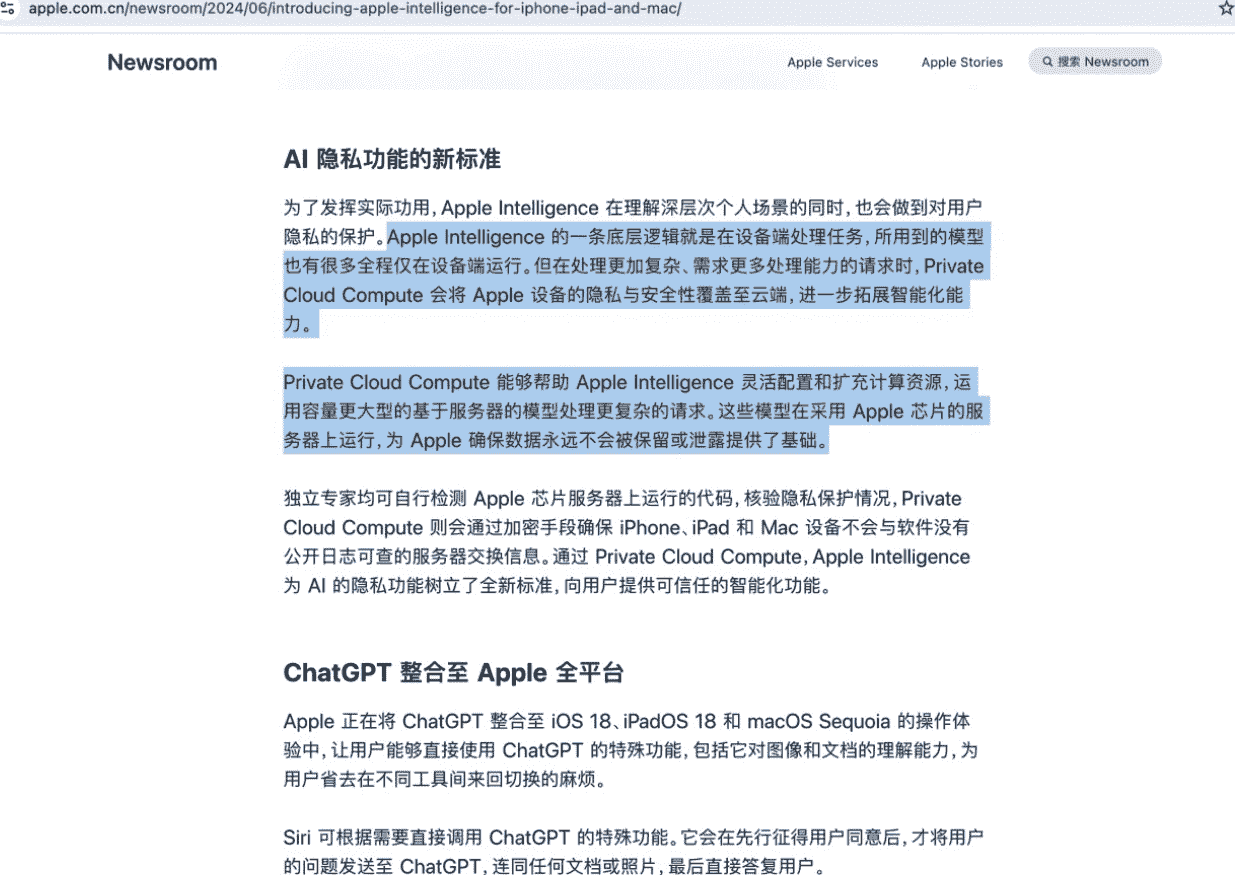 apple.com.cn/newsroom/2024/06/introducing-apple-intelligence-for-iphone-ipad-and-mac/
Newsroom
Apple Services
Apple Stories
搜索 Newsroom
AI 隐私功能的新标准
为了发挥实际功用，Apple Intelligence 在理解深层次个人场景的同时，也会做到对用户
隐私的保护。Apple Intelligence 的一条底层逻辑就是在设备端处理任务，所用到的模型
也有很多全程仅在设备端运行。但在处理更加复杂、需求更多处理能力的请求时，Private
Cloud Compute 会将 Apple 设备的隐私与安全性覆盖至云端，进一步拓展智能化能
力。
Private Cloud Compute 能够帮助 Apple Intelligence 灵活配置和扩充计算资源，运
用容量更大型的基于服务器的模型处理更复杂的请求。这些模型在采用 Apple 芯片的服
务器上运行，为 Apple 确保数据永远不会被保留或泄露提供了基础。
独立专家均可自行检测 Apple 芯片服务器上运行的代码，核验隐私保护情况，Private
Cloud Compute 则会通过加密手段确保 iPhone、iPad 和 Mac 设备不会与软件没有
公开日志可查的服务器交换信息。通过 Private Cloud Compute，Apple Intelligence
为 AI 的隐私功能树立了全新标准，向用户提供可信任的智能化功能。
ChatGPT 整合至 Apple 全平台
Apple 正在将 ChatGPT 整合至 iOS 18、iPadOS 18 和 macOS Sequoia 的操作体
验中，让用户能够直接使用 ChatGPT 的特殊功能，包括它对图像和文档的理解能力，为
用户省去在不同工具间来回切换的麻烦。
Siri 可根据需要直接调用 ChatGPT 的特殊功能。它会在先行征得用户同意后，才将用户
的问题发送至 ChatGPT，连同任何文档或照片，最后直接答复用户。